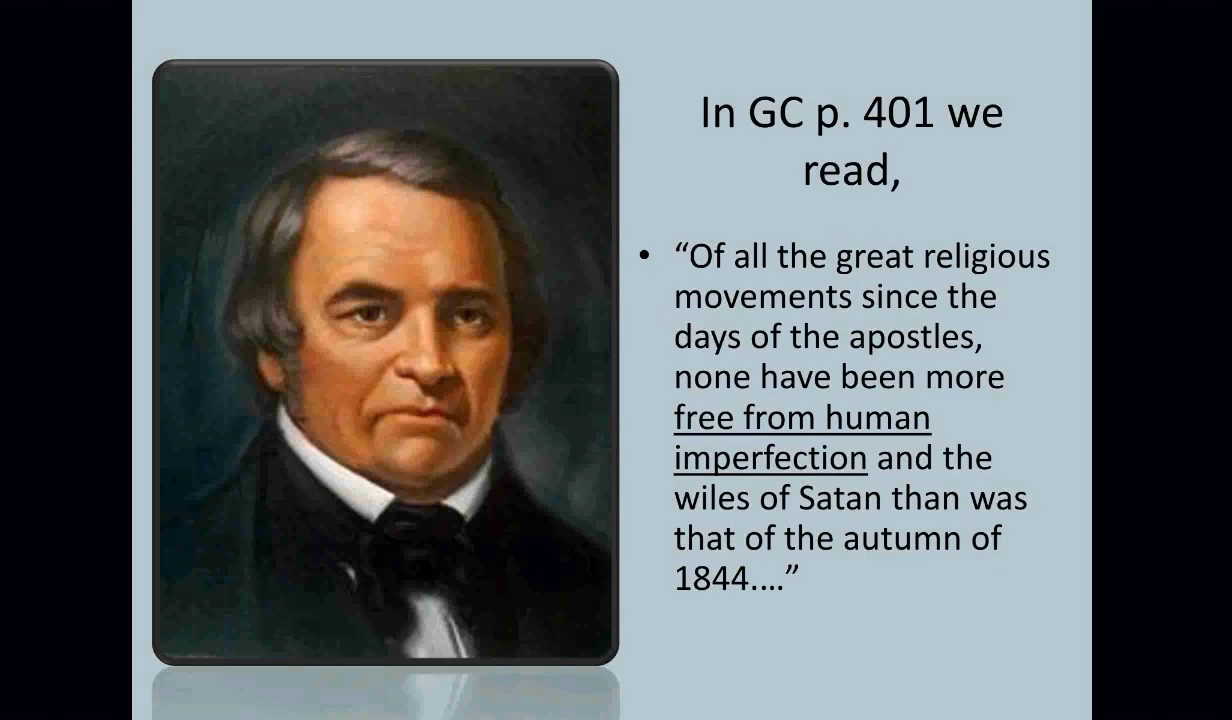 In GC p. 401 we
read,
• “Of all the great religious
movements since the
days of the apostles,
none have been more
free from human
imperfection and the
wiles of Satan than was
that of the autumn of
1844.…”